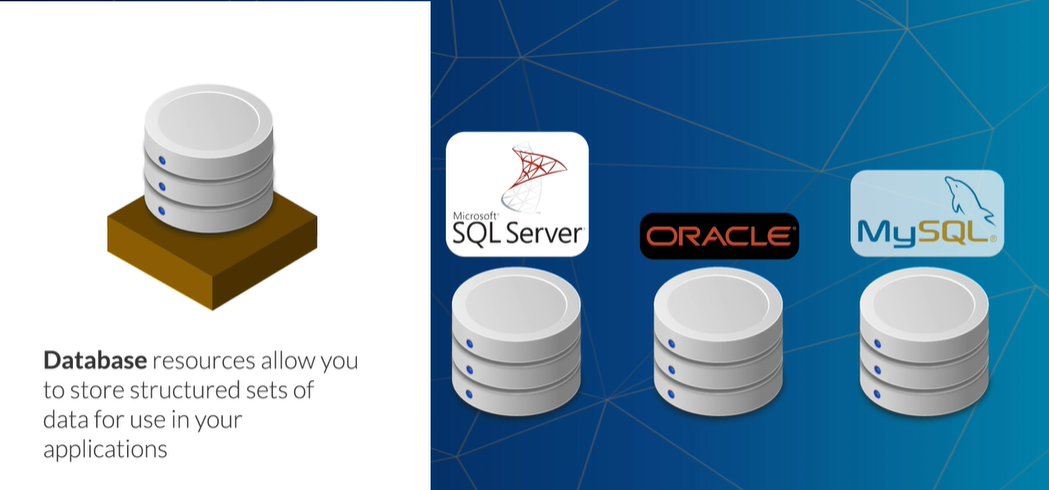 Database resources allow you
to store structured sets of
data for use in your
applications
Microsoft®
SQL Server®
ORACLE®
MySQL®